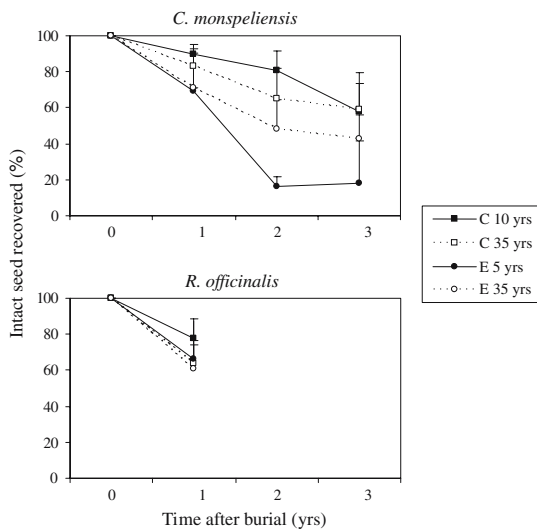 C. monspeliensis
100
80
60
40
20
0
0 1 2 3
Intact seed recovered (%)
C 10 yrs
C 35 yrs
E 5 yrs
E 35 yrs
R. officinalis
100
80
60
40
20
0
0 1 2 3
Time after burial (yrs)